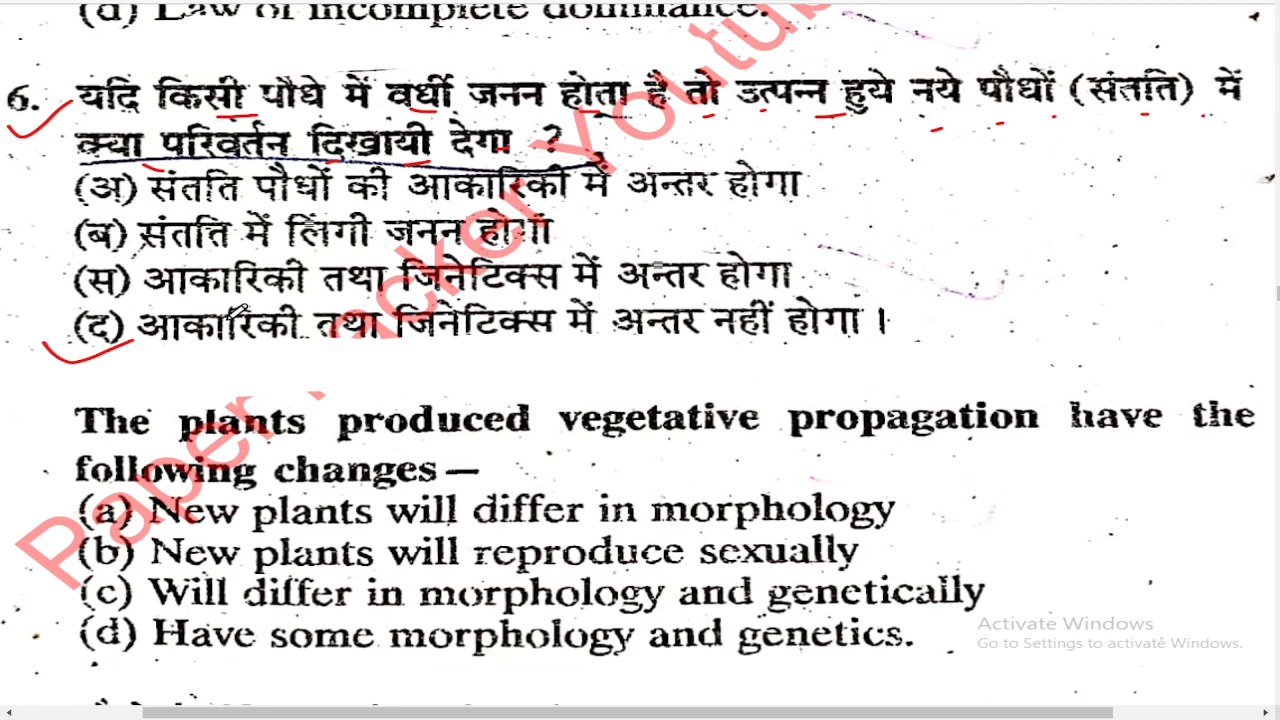 (d) Law of incomplete dominance.
6. यदि किसी पौधे में वर्धी जनन होता है तो उत्पन्न हुये नये पौधों (संतति) में
क्या परिवर्तन दिखायी देगा ?
(अ) संतति पौधों की आकारिकी में अन्तर होगा
(ब) संतति में लिंगी जनन होगा
(स) आकारिकी तथा जिनेटिक्स में अन्तर होगा
(द) आकारिकी तथा जिनेटिक्स में अन्तर नहीं होगा ।
The plants produced vegetative propagation have the
following changes —
(a) New plants will differ in morphology
(b) New plants will reproduce sexually
(c) Will differ in morphology and genetically
(d) Have some morphology and genetics.
Activate Windows
Go to Settings to activate Windows.
Paper Hacker Youtub